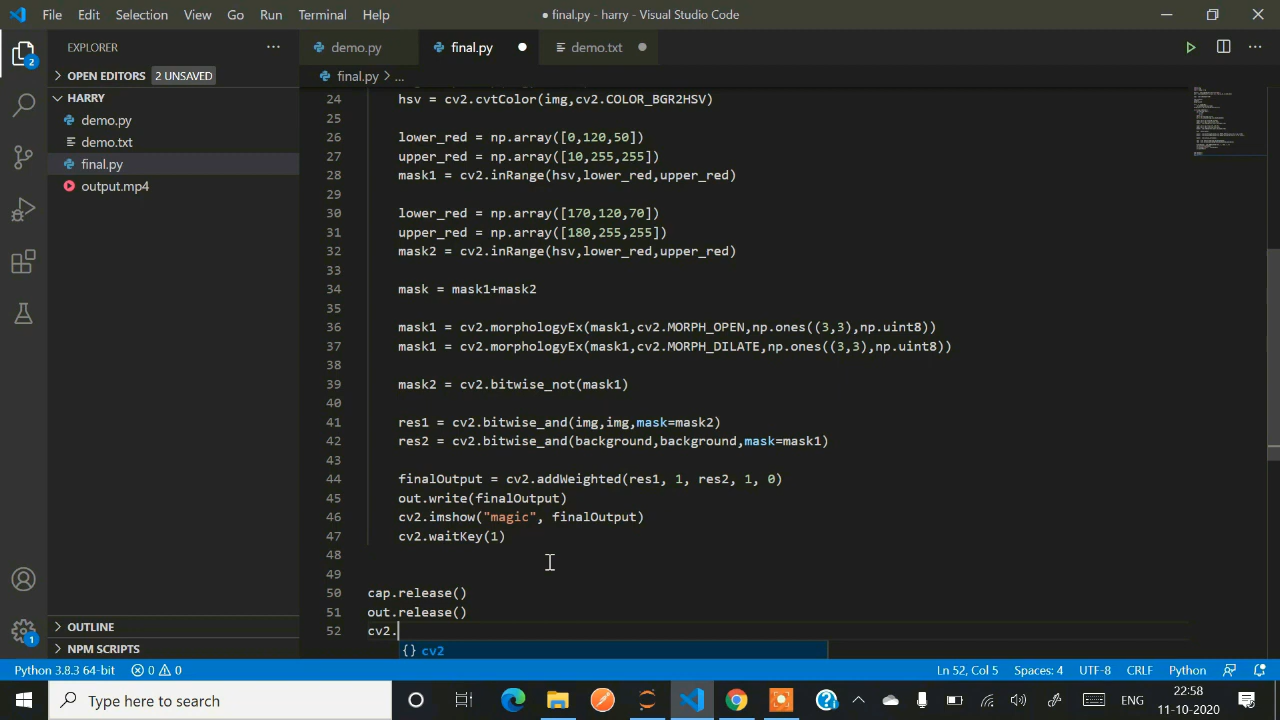 File Edit Selection View Go Run Terminal Help
● final.py - harry - Visual Studio Code
EXPLORER
demo.py
final.py
demo.txt
OPEN EDITORS 2 UNSAVED
final.py > ...
HARRY
demo.py
demo.txt
final.py
output.mp4
24 hsv = cv2.cvtColor(img,cv2.COLOR_BGR2HSV)
25
26 lower_red = np.array([0,120,50])
27 upper_red = np.array([10,255,255])
28 mask1 = cv2.inRange(hsv,lower_red,upper_red)
29
30 lower_red = np.array([170,120,70])
31 upper_red = np.array([180,255,255])
32 mask2 = cv2.inRange(hsv,lower_red,upper_red)
33
34 mask = mask1+mask2
35
36 mask1 = cv2.morphologyEx(mask1,cv2.MORPH_OPEN,np.ones((3,3),np.uint8))
37 mask1 = cv2.morphologyEx(mask1,cv2.MORPH_DILATE,np.ones((3,3),np.uint8))
38
39 mask2 = cv2.bitwise_not(mask1)
40
41 res1 = cv2.bitwise_and(img,img,mask=mask2)
42 res2 = cv2.bitwise_and(background,background,mask=mask1)
43
44 finalOutput = cv2.addWeighted(res1, 1, res2, 1, 0)
45 out.write(finalOutput)
46 cv2.imshow("magic", finalOutput)
47 cv2.waitKey(1)
48
49
50 cap.release()
51 out.release()
52 cv2.
{} cv2
OUTLINE
NPM SCRIPTS
2
1
Python 3.8.3 64-bit 0 0
Ln 52, Col 5 Spaces: 4 UTF-8 CRLF Python
Type here to search
ENG
22:58
11-10-2020